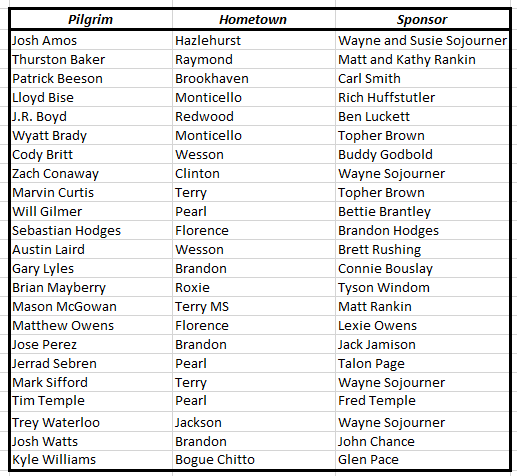 Pilgrim Hometown Sponsor
Josh Amos Hazlehurst Wayne and Susie Sojourner
Thurston Baker Raymond Matt and Kathy Rankin
Patrick Beeson Brookhaven Carl Smith
Lloyd Bise Monticello Rich Huffstutler
J.R. Boyd Redwood Ben Luckett
Wyatt Brady Monticello Topher Brown
Cody Britt Wesson Buddy Godbold
Zach Conaway Clinton Wayne Sojourner
Marvin Curtis Terry Topher Brown
Will Gilmer Pearl Bettie Brantley
Sebastian Hodges Florence Brandon Hodges
Austin Laird Wesson Brett Rushing
Gary Lyles Brandon Connie Bouslay
Brian Mayberry Roxie Tyson Windom
Mason McGowan Terry MS Matt Rankin
Matthew Owens Florence Lexie Owens
Jose Perez Brandon Jack Jamison
Jerrad Sebren Pearl Talon Page
Mark Sifford Terry Wayne Sojourner
Tim Temple Pearl Fred Temple
Trey Waterloo Jackson Wayne Sojourner
Josh Watts Brandon John Chance
Kyle Williams Bogue Chitto Glen Pace